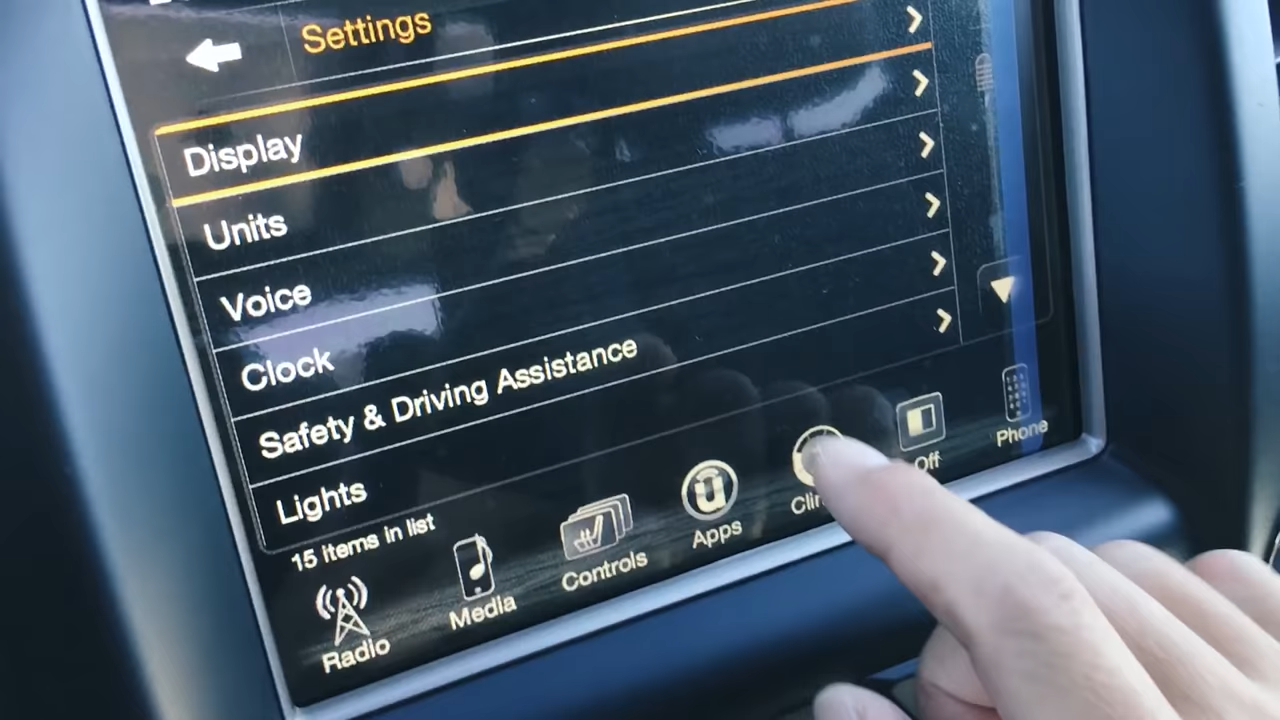 Settings
Display
Units
Voice
Clock
Safety & Driving Assistance
Lights
15 items in list
Radio
Media
Controls
Apps
Off
Phone